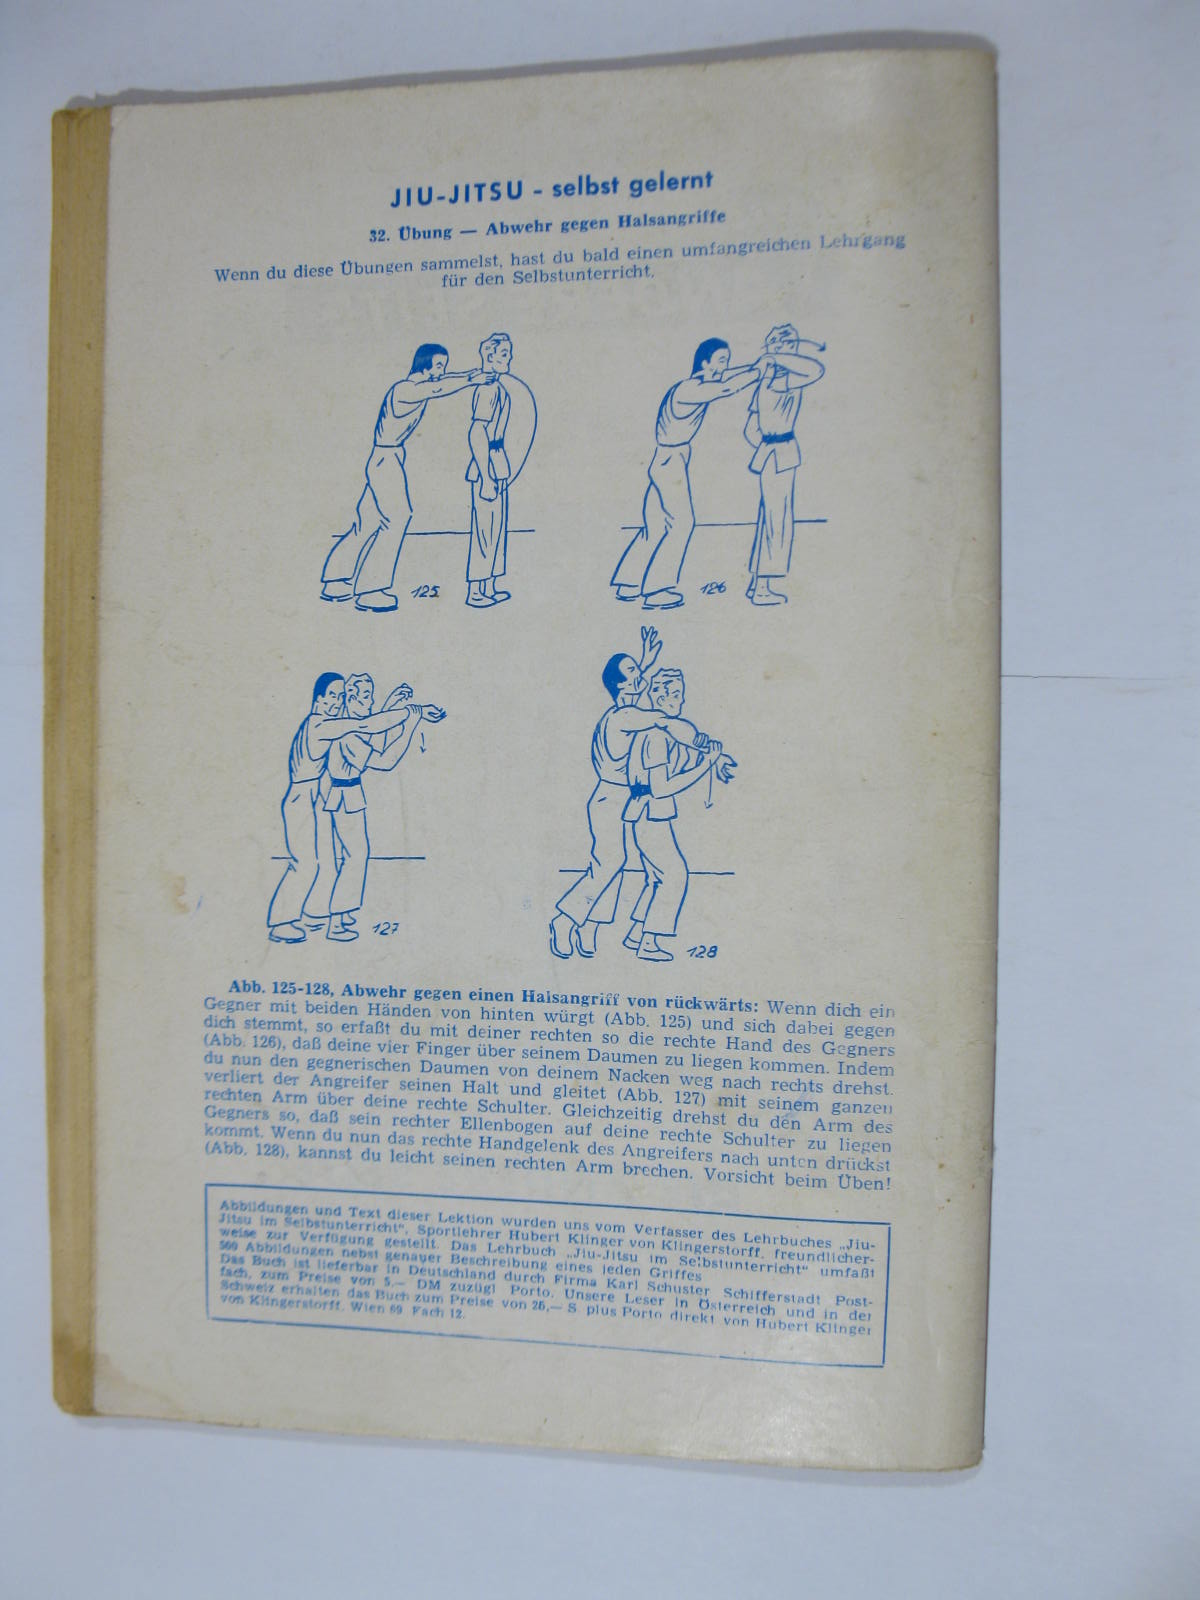 JIU-JITSU - selbst gelernt
32. Übung — Abwehr gegen Halsangriffe
Wenn du diese Übungen sammelst, hast du bald einen umfangreichen Lehrgang
für den Selbstunterricht.
125
126
127
128
Abb. 125-128, Abwehr gegen einen Halsangriff von rückwärts: Wenn dich ein
Gegner mit beiden Händen von hinten würgt (Abb. 125) und sich dabei gegen
dich stemmt, so erfaßt du mit deiner rechten so die rechte Hand des Gegners
(Abb. 126), daß deine vier Finger über seinem Daumen zu liegen kommen. Indem
du nun den gegnerischen Daumen von deinem Nacken weg nach rechts drehst,
verliert der Angreifer seinen Halt und gleitet (Abb. 127) mit seinem ganzen
rechten Arm über deine rechte Schulter. Gleichzeitig drehst du den Arm des
Gegners so, daß sein rechter Ellenbogen auf deine rechte Schulter zu liegen
kommt. Wenn du nun das rechte Handgelenk des Angreifers nach unten drückst
(Abb. 128), kannst du leicht seinen rechten Arm brechen. Vorsicht beim Üben!
Abbildungen und Text dieser Lektion wurden uns vom Verfasser des Lehrbuches „Jiu-
Jitsu im Selbstunterricht“, Sportlehrer Hubert Klinger von Klingerstorff, freundlicher-
weise zur Verfügung gestellt. Das Lehrbuch „Jiu-Jitsu im Selbstunterricht“ umfaßt
500 Abbildungen nebst genauer Beschreibung eines jeden Griffes
Das Buch ist lieferbar in Deutschland durch Firma Karl Schuster Schifferstadt Post-
fach, zum Preise von 5,— DM zuzügl Porto. Unsere Leser in Österreich und in der
Schweiz erhalten das Buch zum Preise von 26,— S plus Porto direkt von Hubert Klinger
von Klingerstorff, Wien 69 Fach 12.